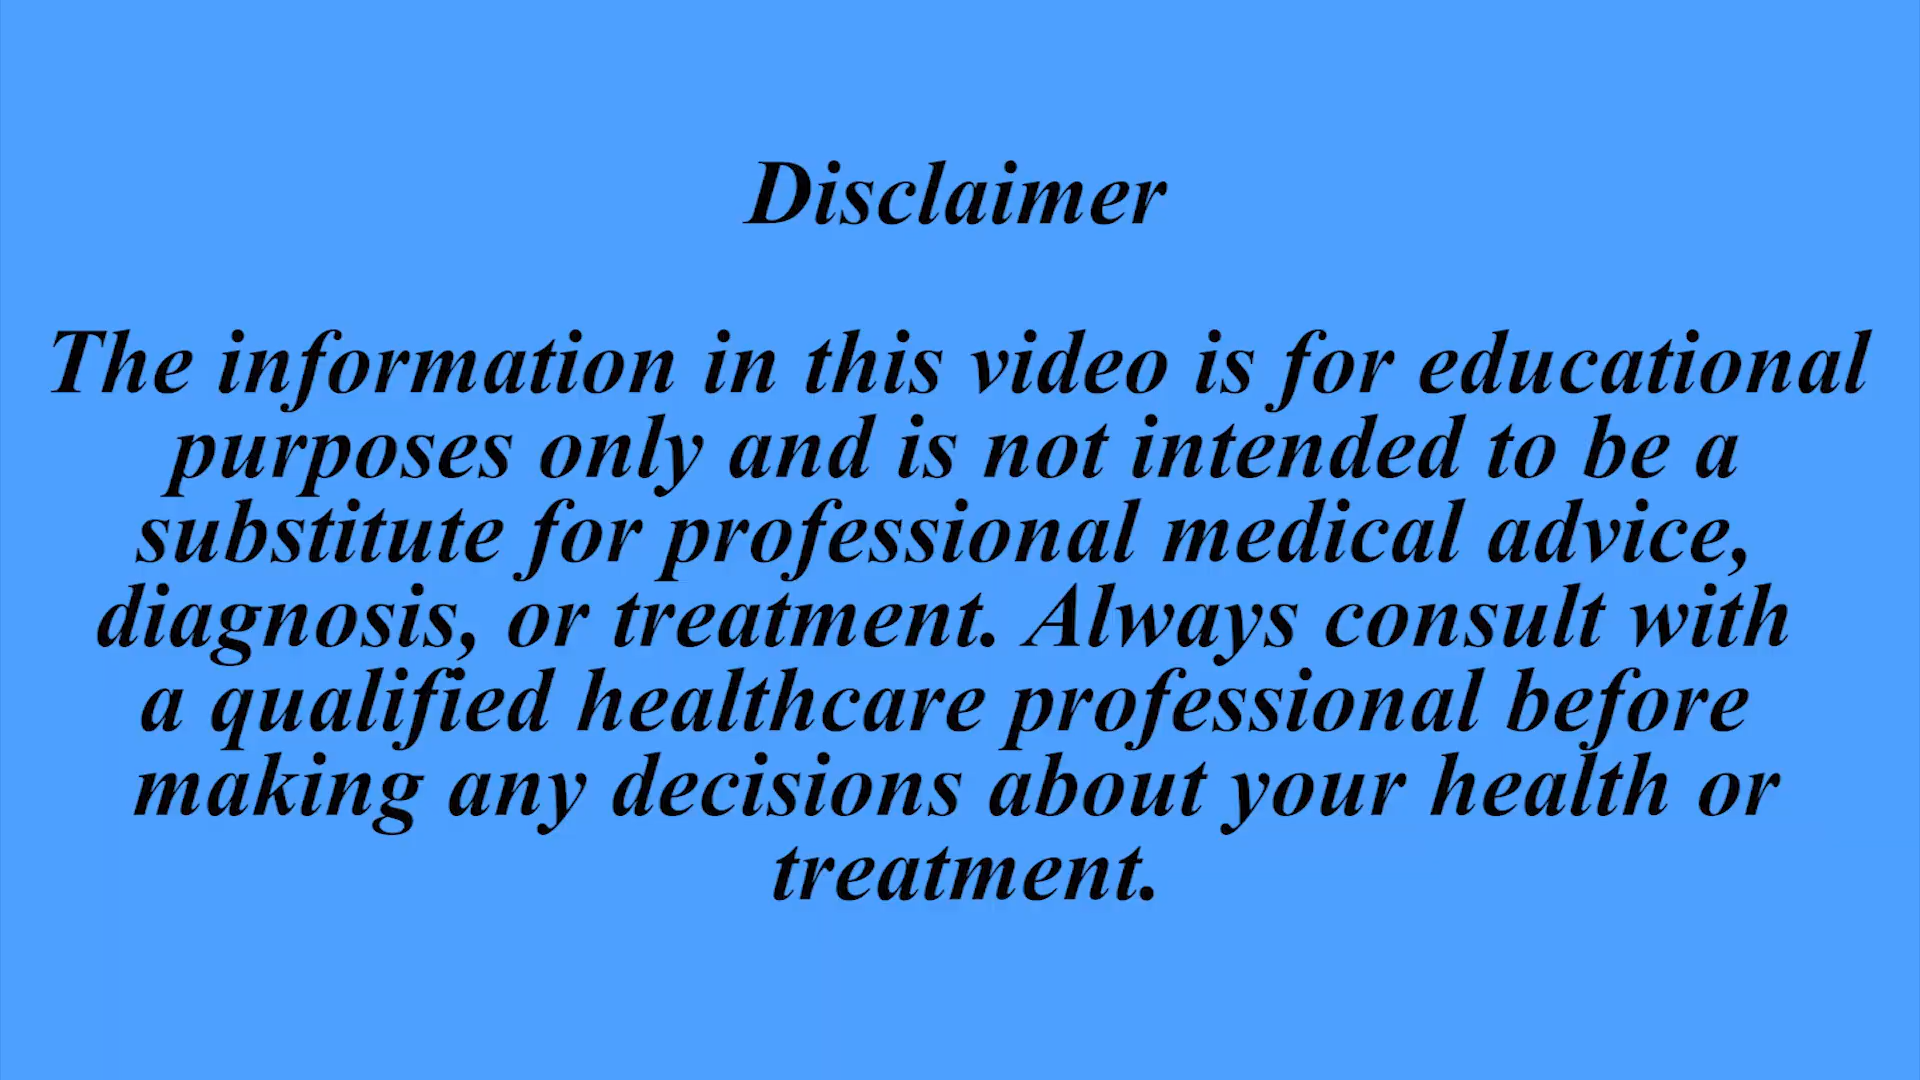 Disclaimer
The information in this video is for educational
purposes only and is not intended to be a
substitute for professional medical advice,
diagnosis, or treatment. Always consult with
a qualified healthcare professional before
making any decisions about your health or
treatment.